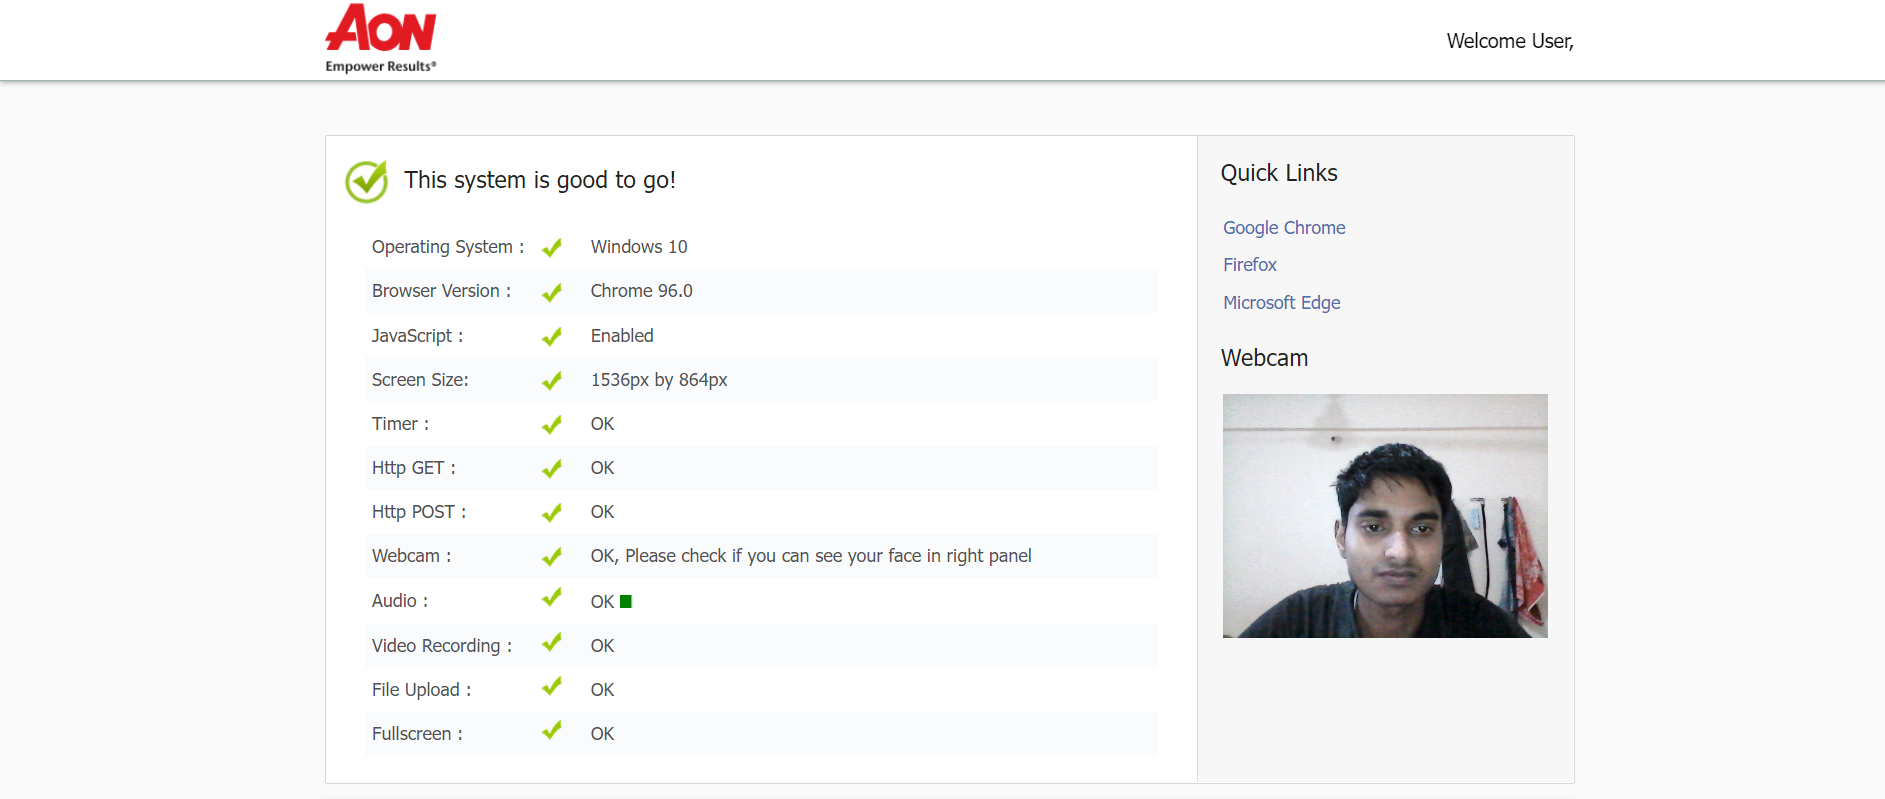 AON
Empower Results®
Welcome User,
This system is good to go!
Operating System : Windows 10
Browser Version : Chrome 96.0
JavaScript : Enabled
Screen Size: 1536px by 864px
Timer : OK
Http GET : OK
Http POST : OK
Webcam : OK, Please check if you can see your face in right panel
Audio : OK
Video Recording : OK
File Upload : OK
Fullscreen : OK
Quick Links
Google Chrome
Firefox
Microsoft Edge
Webcam